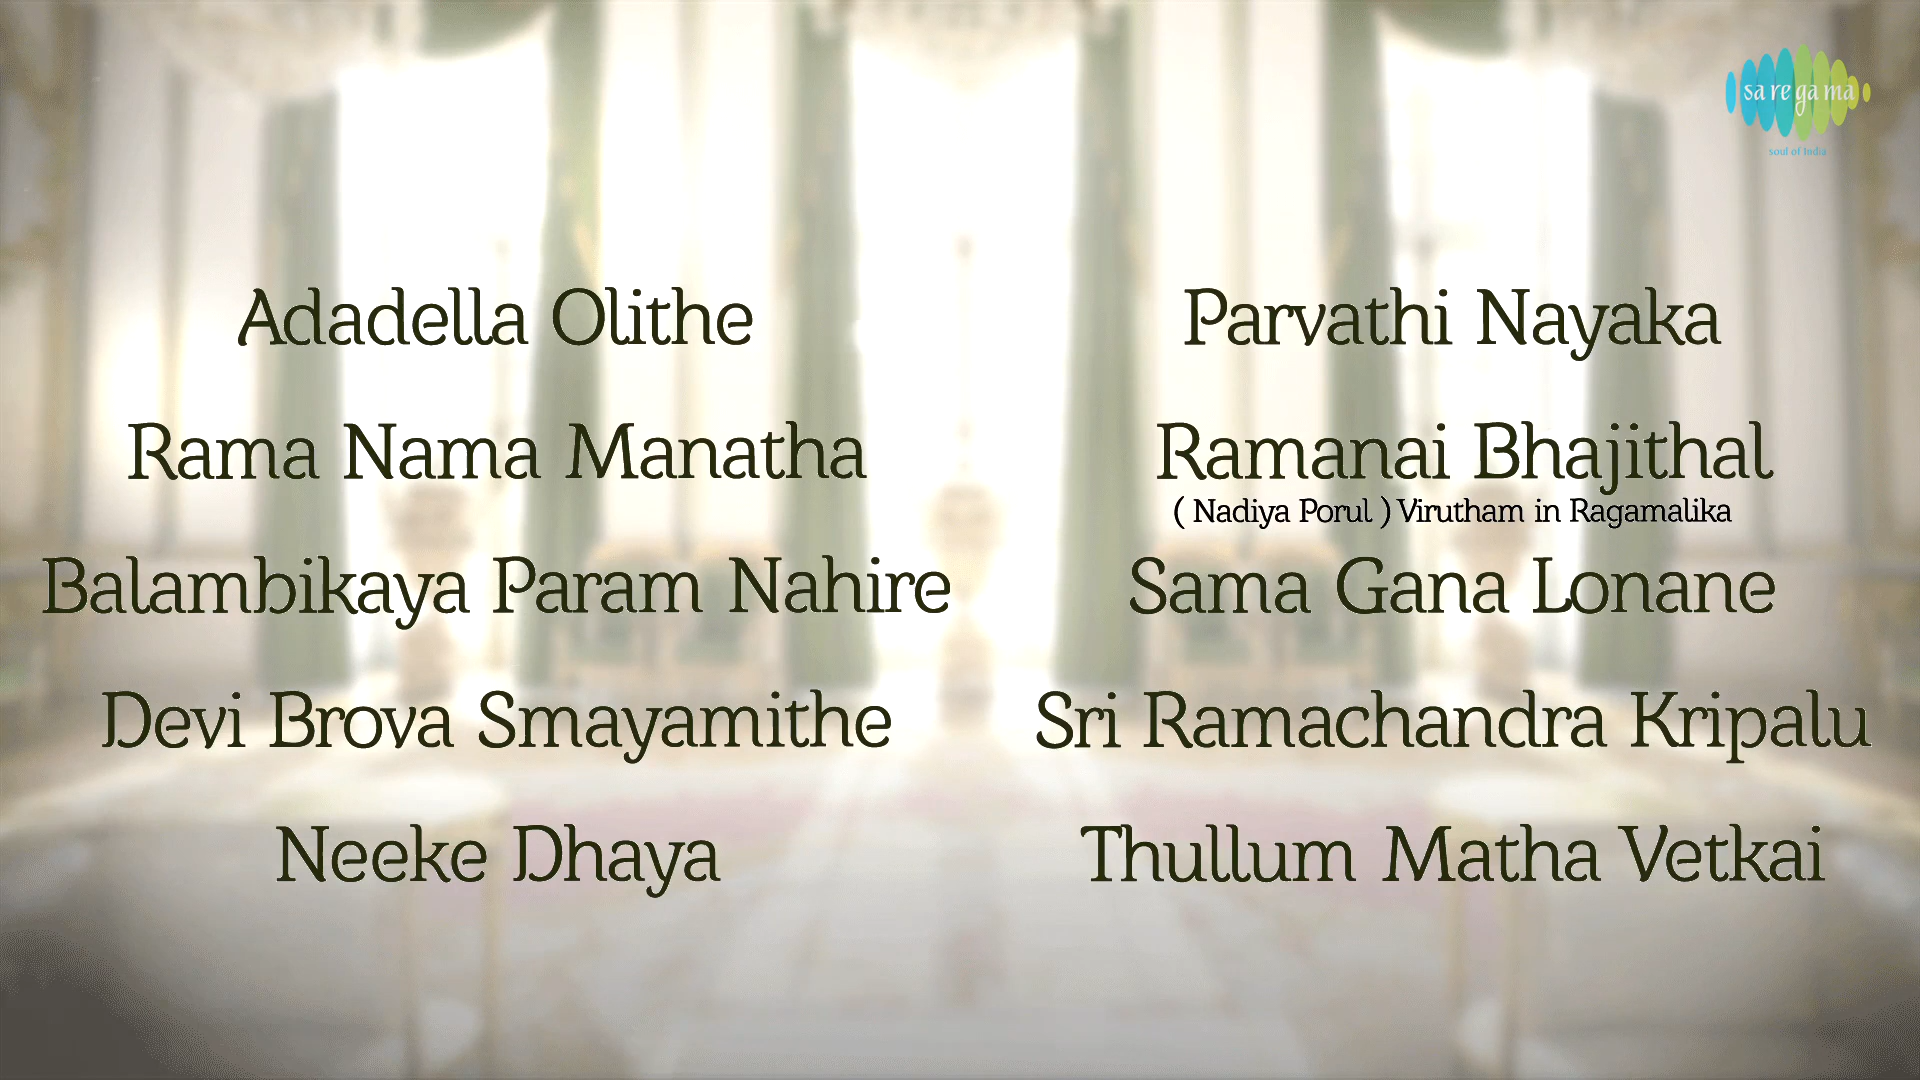 sa re ga ma
soul of India
Adadella Olithe
Rama Nama Manatha
Balambikaya Param Nahire
Devi Brova Smayamithe
Neeke Dhaya
Parvathi Nayaka
Ramanai Bhajithal
( Nadiya Porul ) Virutham in Ragamalika
Sama Gana Lonane
Sri Ramachandra Kripalu
Thullum Matha Vetkai